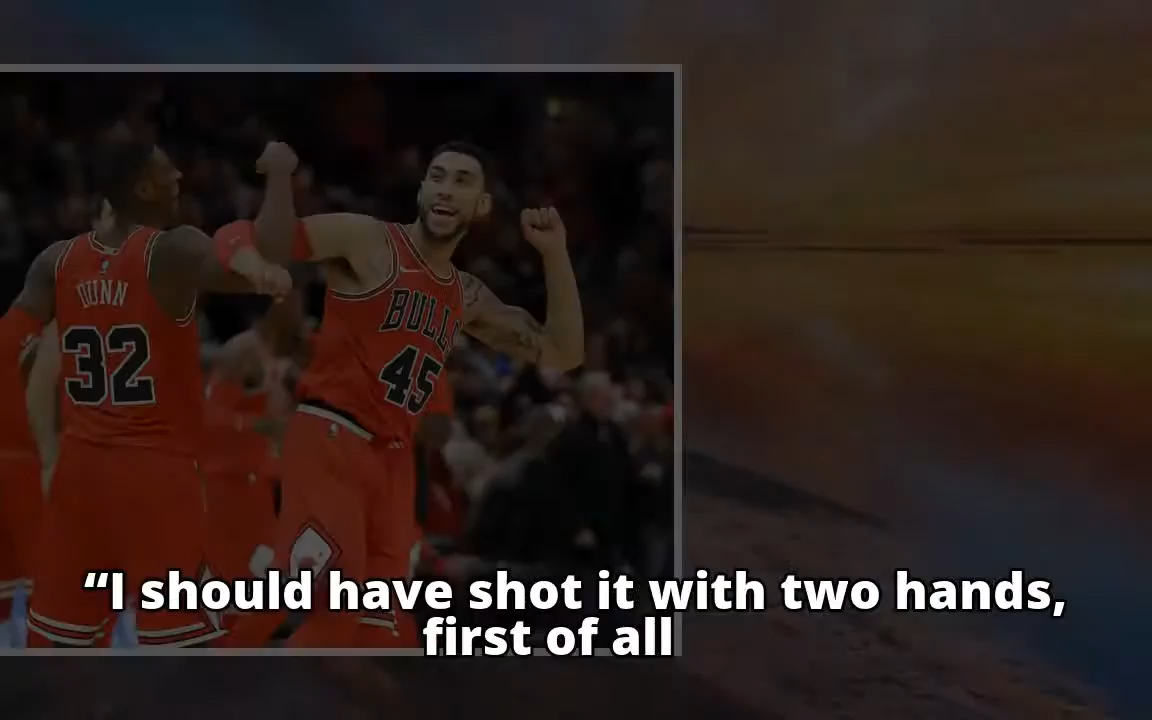 DUNN
32
BULLS
45
“I should have shot it with two hands,
first of all